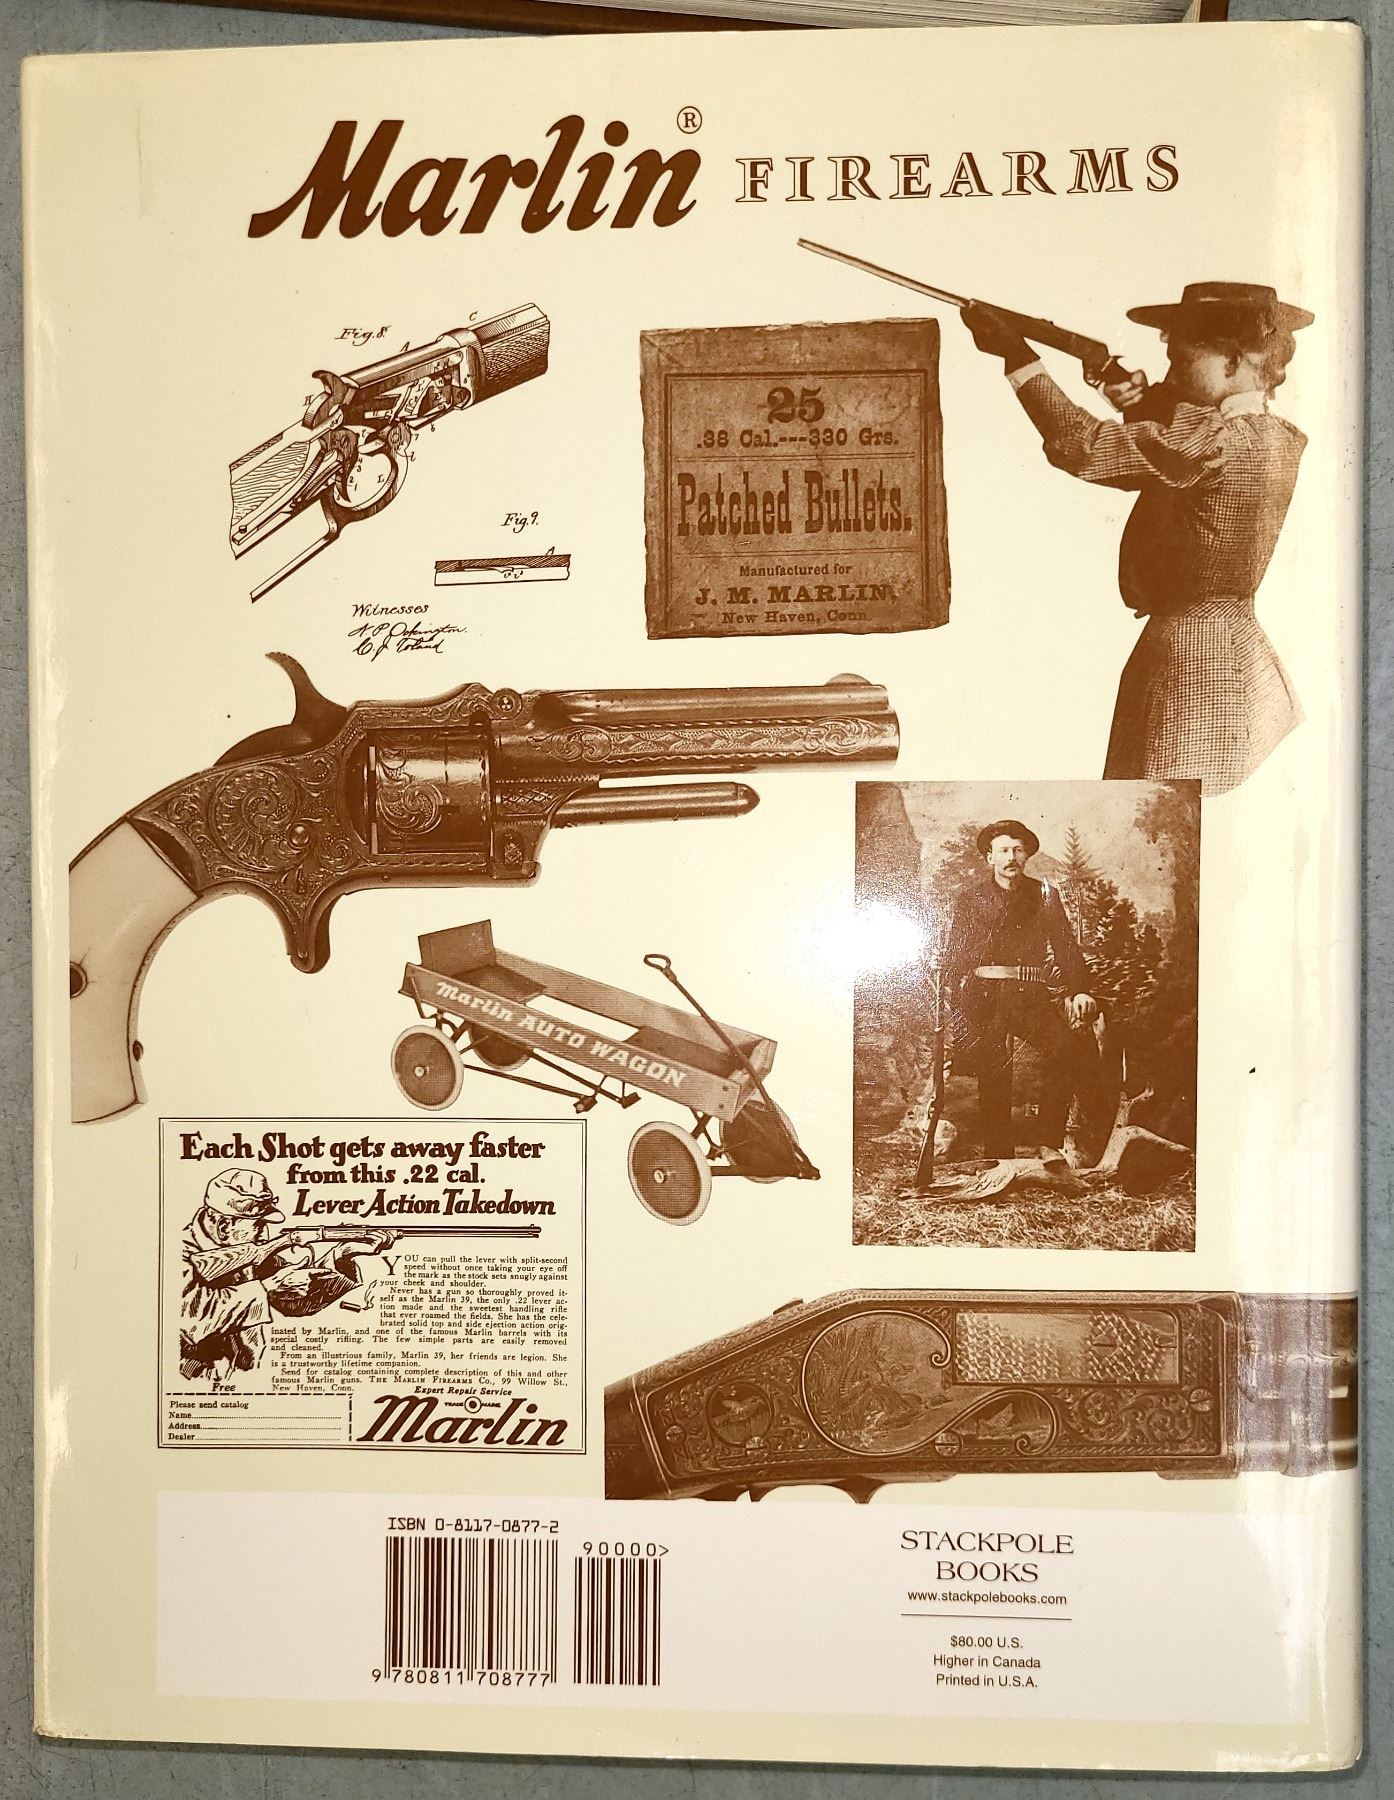 Marlin® FIREARMS
Fig. 8.
C
A
Fig. 9.
A
Witnesses
25
.38 Cal.---330 Grs.
Patched Bullets.
Manufactured for
J. M. MARLIN,
New Haven, Conn.
Marlin AUTO WAGON
Each Shot gets away faster
from this .22 cal.
Lever Action Takedown
YOU can pull the lever with split-second
speed without once taking your eye off
the mark as the stock sets snugly against
your cheek and shoulder.
Never has a gun so thoroughly proved it-
self as the Marlin 39, the only .22 lever ac-
tion made and the sweetest handling rifle
that ever roamed the fields. She has the cele-
brated solid top and side ejection action orig-
inated by Marlin, and one of the famous Marlin barrels with its
special costly rifling. The few simple parts are easily removed
and cleaned.
From an illustrious family, Marlin 39, her friends are legion. She
is a trustworthy lifetime companion.
Send for catalog containing complete description of this and other
famous Marlin guns. THE MARLIN FIREARMS CO., 99 Willow St.,
New Haven, Conn.
Free
Please send catalog
Name
Address
Dealer
Expert Repair Service
TRADE MARK
Marlin
ISBN 0-8117-0877-2
90000>
9 780811 708777
STACKPOLE
BOOKS
www.stackpolebooks.com
$80.00 U.S.
Higher in Canada
Printed in U.S.A.